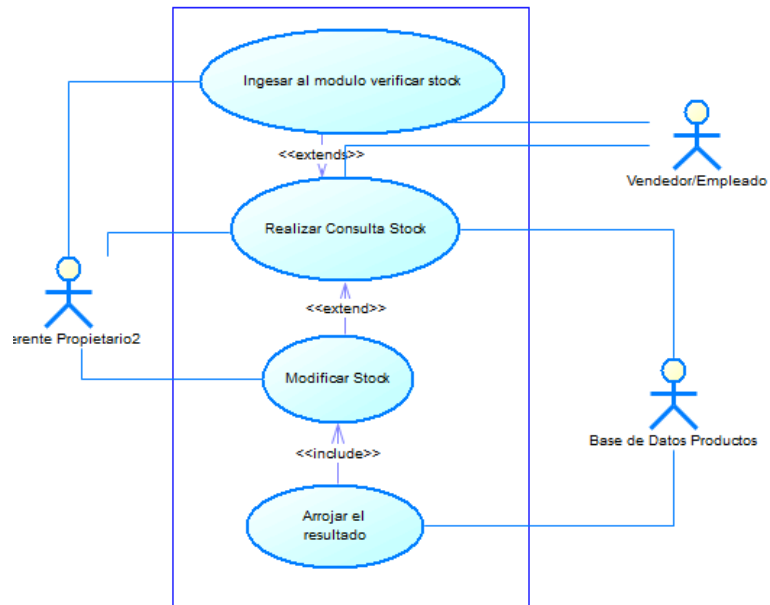 Ingesar al modulo verificar stock
<<extends>>
Vendedor/Empleado
Realizar Consulta Stock
<<extend>>
erente Propietario2
Modificar Stock
Base de Datos Productos
<<include>>
Arrojar el
resultado